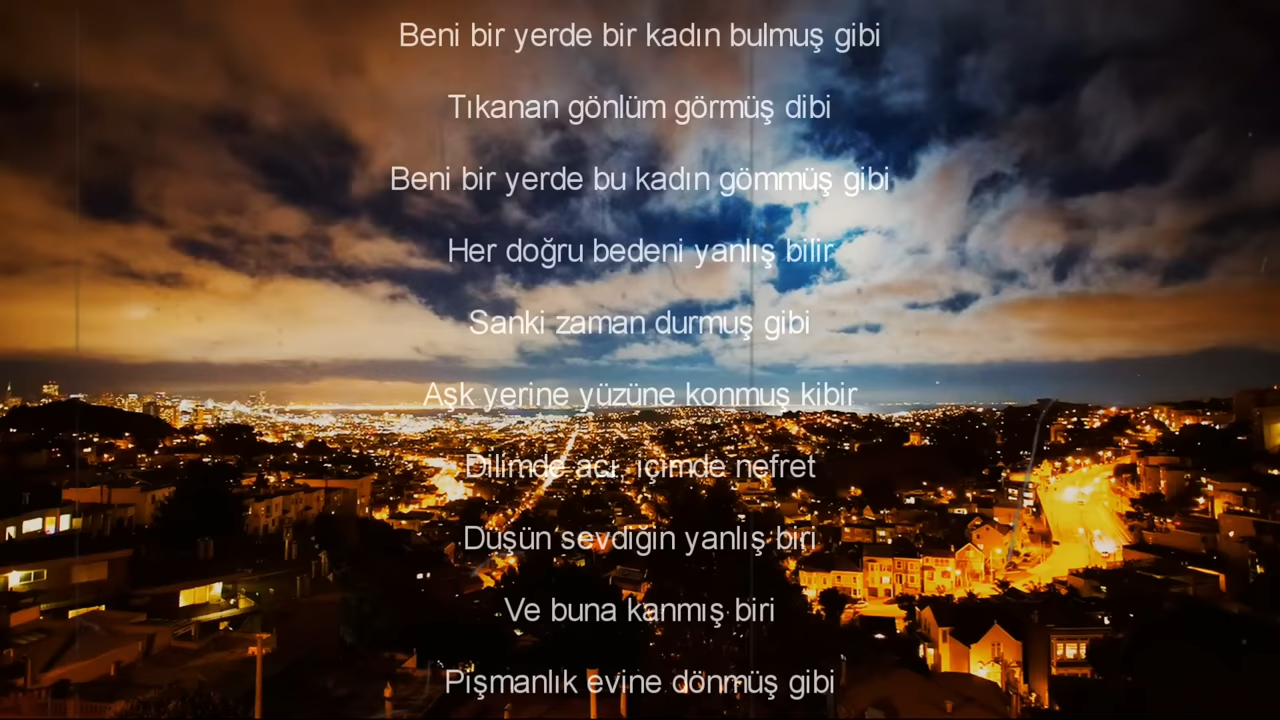 Beni bir yerde bir kadın bulmuş gibi
Tıkanan gönlüm görmüş dibi
Beni bir yerde bu kadın gömmüş gibi
Her doğru bedeni yanlış bilir
Sanki zaman durmuş gibi
Aşk yerine yüzüne konmuş kibir
Dilimde acı, içimde nefret
Düşün sevdiğin yanlış biri
Ve buna kanmış biri
Pişmanlık evine dönmüş gibi